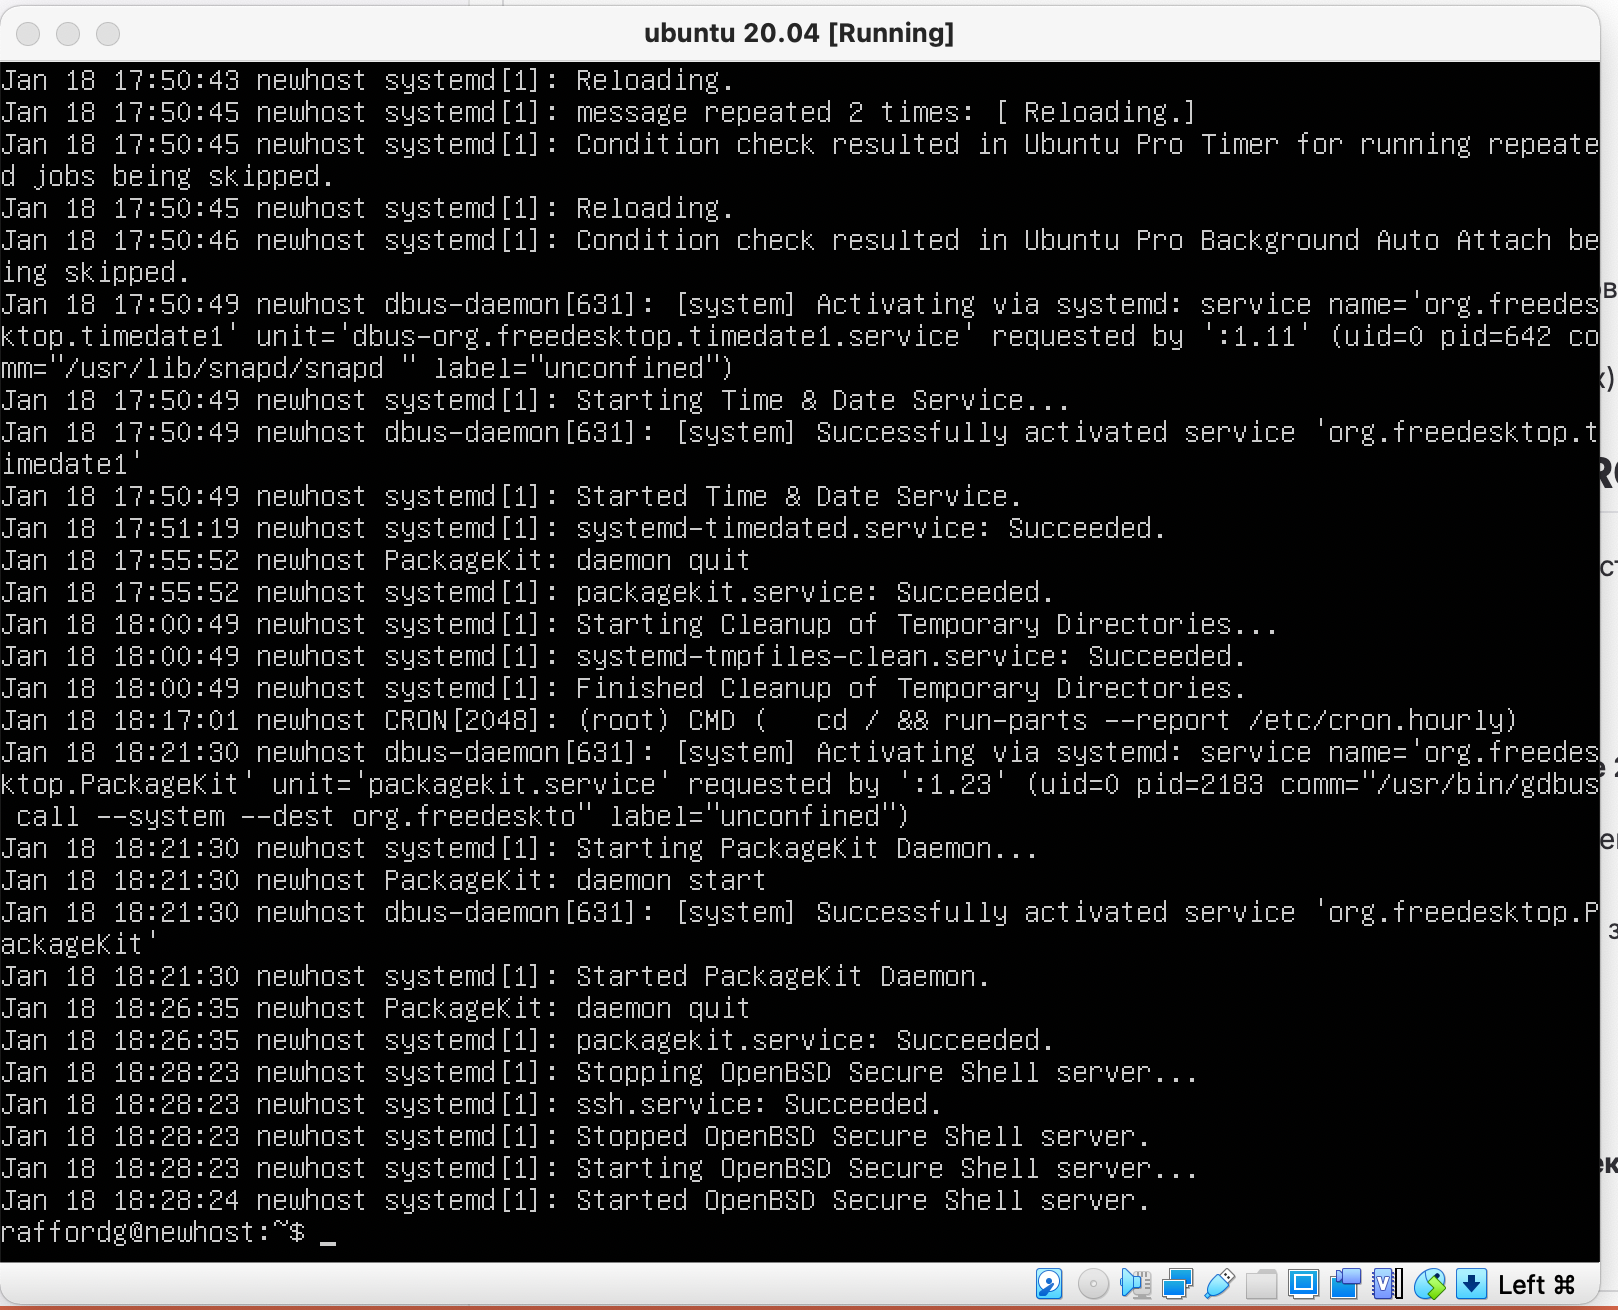 ubuntu 20.04 [Running]
Jan 18 17:50:43 newhost systemd[1]: Reloading.
Jan 18 17:50:45 newhost systemd[1]: message repeated 2 times: [ Reloading.]
Jan 18 17:50:45 newhost systemd[1]: Condition check resulted in Ubuntu Pro Timer for running repeate
d jobs being skipped.
Jan 18 17:50:45 newhost systemd[1]: Reloading.
Jan 18 17:50:46 newhost systemd[1]: Condition check resulted in Ubuntu Pro Background Auto Attach be
ing skipped.
Jan 18 17:50:49 newhost dbus-daemon[631]: [system] Activating via systemd: service name='org.freedes
ktop.timedate1' unit='dbus-org.freedesktop.timedate1.service' requested by ':1.11' (uid=0 pid=642 co
mm="/usr/lib/snapd/snapd " label="unconfined")
Jan 18 17:50:49 newhost systemd[1]: Starting Time & Date Service...
Jan 18 17:50:49 newhost dbus-daemon[631]: [system] Successfully activated service 'org.freedesktop.t
imedate1'
Jan 18 17:50:49 newhost systemd[1]: Started Time & Date Service.
Jan 18 17:51:19 newhost systemd[1]: systemd-timedated.service: Succeeded.
Jan 18 17:55:52 newhost PackageKit: daemon quit
Jan 18 17:55:52 newhost systemd[1]: packagekit.service: Succeeded.
Jan 18 18:00:49 newhost systemd[1]: Starting Cleanup of Temporary Directories...
Jan 18 18:00:49 newhost systemd[1]: systemd-tmpfiles-clean.service: Succeeded.
Jan 18 18:00:49 newhost systemd[1]: Finished Cleanup of Temporary Directories.
Jan 18 18:17:01 newhost CRON[2048]: (root) CMD (   cd / && run-parts --report /etc/cron.hourly)
Jan 18 18:21:30 newhost dbus-daemon[631]: [system] Activating via systemd: service name='org.freedes
ktop.PackageKit' unit='packagekit.service' requested by ':1.23' (uid=0 pid=2183 comm="/usr/bin/gdbus
 call --system --dest org.freedeskto" label="unconfined")
Jan 18 18:21:30 newhost systemd[1]: Starting PackageKit Daemon...
Jan 18 18:21:30 newhost PackageKit: daemon start
Jan 18 18:21:30 newhost dbus-daemon[631]: [system] Successfully activated service 'org.freedesktop.P
ackageKit'
Jan 18 18:21:30 newhost systemd[1]: Started PackageKit Daemon.
Jan 18 18:26:35 newhost PackageKit: daemon quit
Jan 18 18:26:35 newhost systemd[1]: packagekit.service: Succeeded.
Jan 18 18:28:23 newhost systemd[1]: Stopping OpenBSD Secure Shell server...
Jan 18 18:28:23 newhost systemd[1]: ssh.service: Succeeded.
Jan 18 18:28:23 newhost systemd[1]: Stopped OpenBSD Secure Shell server.
Jan 18 18:28:23 newhost systemd[1]: Starting OpenBSD Secure Shell server...
Jan 18 18:28:24 newhost systemd[1]: Started OpenBSD Secure Shell server.
raffordg@newhost:~$ _
Left ⌘